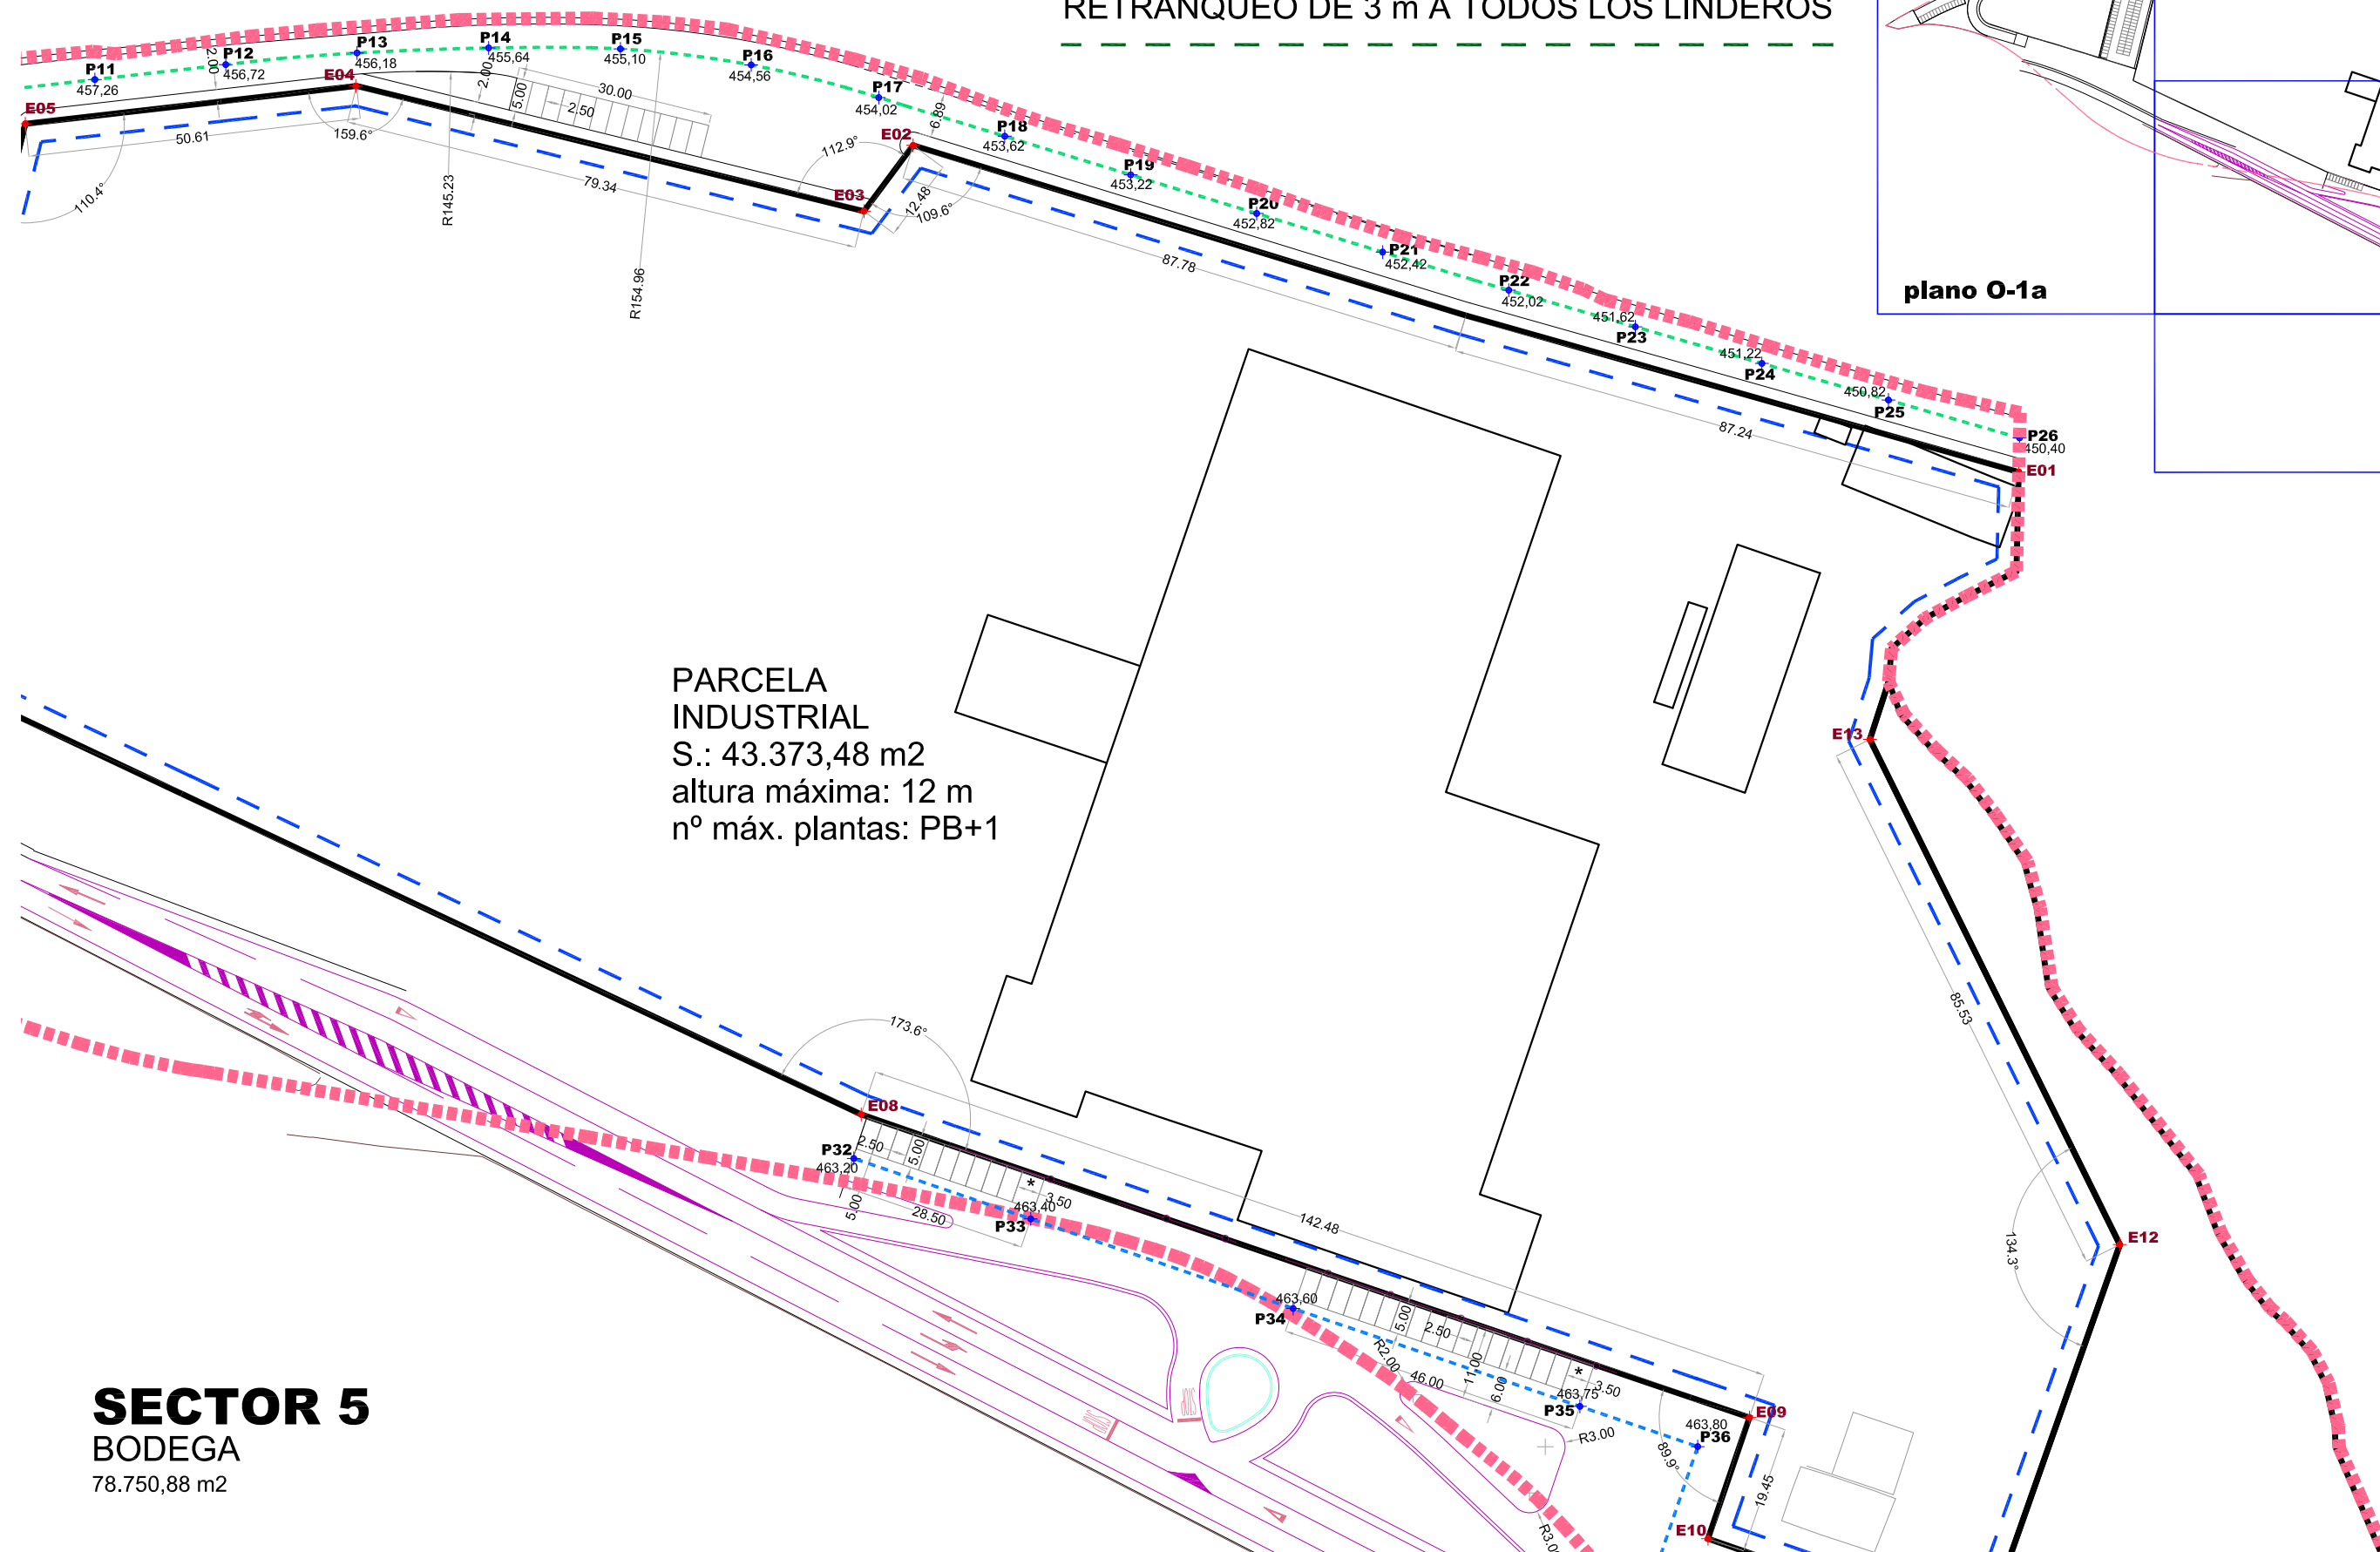 RETRANQUEO DE 3 m A TODOS LOS LINDEROS
P11
457,26
2.00
P12
456,72
P13
456,18
P14
455,64
2.00
P15
455,10
P16
454,56
P17
454,02
6.89
P18
453,62
P19
453,22
P20
452,82
P21
452,42
P22
452,02
451,62
P23
451,22
P24
450,82
P25
P26
450,40
E01
E02
E03
E04
E05
50.61
110.4°
159.6°
79.34
R145.23
5.00
2.50
30.00
R154.96
112.9°
12.48
109.6°
87.78
87.24
plano O-1a
PARCELA
INDUSTRIAL
S.: 43.373,48 m2
altura máxima: 12 m
nº máx. plantas: PB+1
E13
85.53
E12
134.3°
173.6°
E08
P32
463,20
2.50
5.00
5.00
28.50
*
3.50
463,40
P33
142.48
463,60
P34
5.00
2.50
R2.00
46.00
11.00
6.00
*
3.50
463,75
P35
R3.00
463,80
P36
E09
89.9°
19.45
E10
STOP
STOP
SECTOR 5
BODEGA
78.750,88 m2